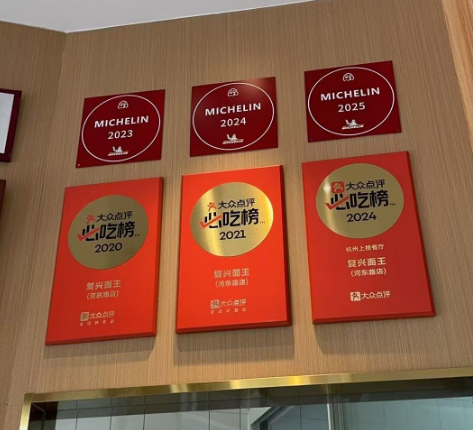 MICHELIN
2023
MICHELIN
2024
MICHELIN
2025
大众点评
必吃榜
2020
复兴面王
(河东路店)
大众点评
大众点评
必吃榜
2021
复兴面王
(河东路店)
大众点评
大众点评
必吃榜
2024
杭州上榜餐厅
复兴面王
(河东路店)
大众点评